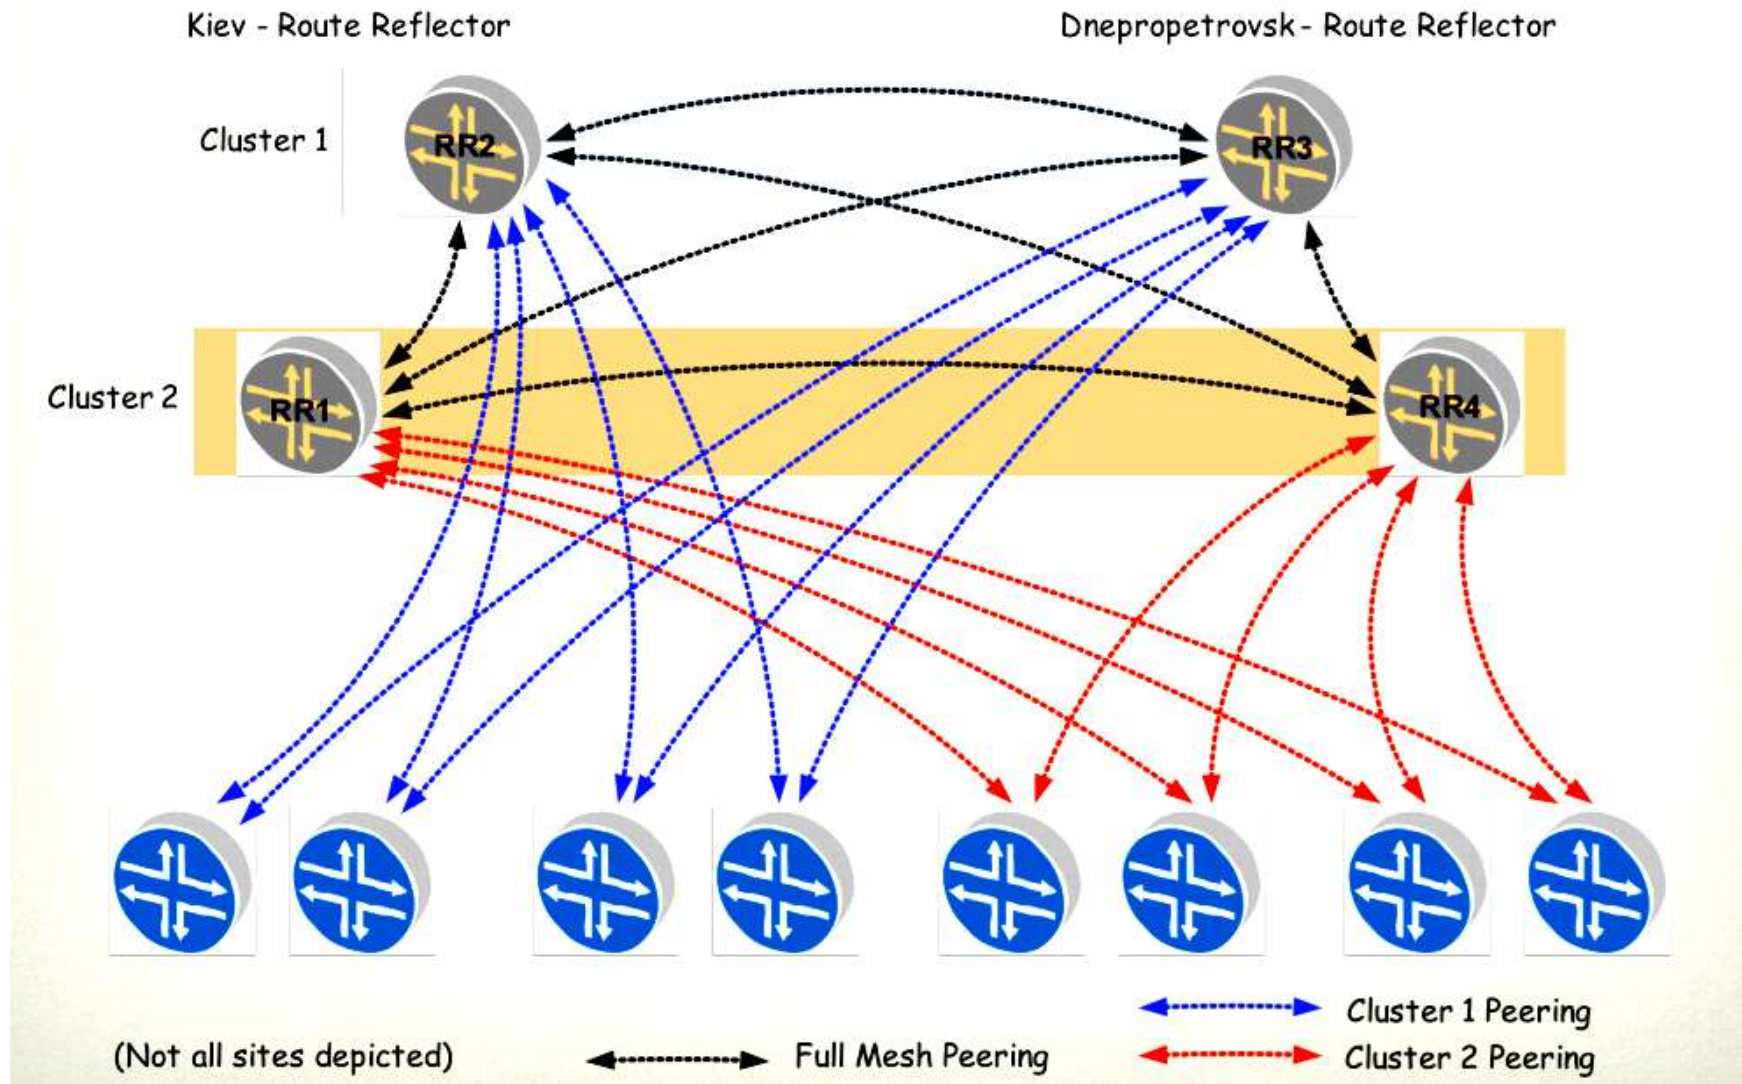 Kiev - Route Reflector
Dnepropetrovsk - Route Reflector
Cluster 1
RR2
RR3
Cluster 2
RR1
RR4
Cluster 1 Peering
(Not all sites depicted)
Full Mesh Peering
Cluster 2 Peering